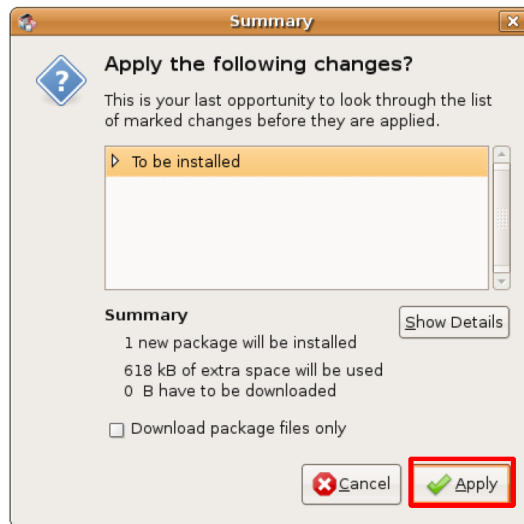 Summary
Apply the following changes?
This is your last opportunity to look through the list
of marked changes before they are applied.
To be installed
Summary
Show Details
1 new package will be installed
618 kB of extra space will be used
0 B have to be downloaded
Download package files only
Cancel
Apply